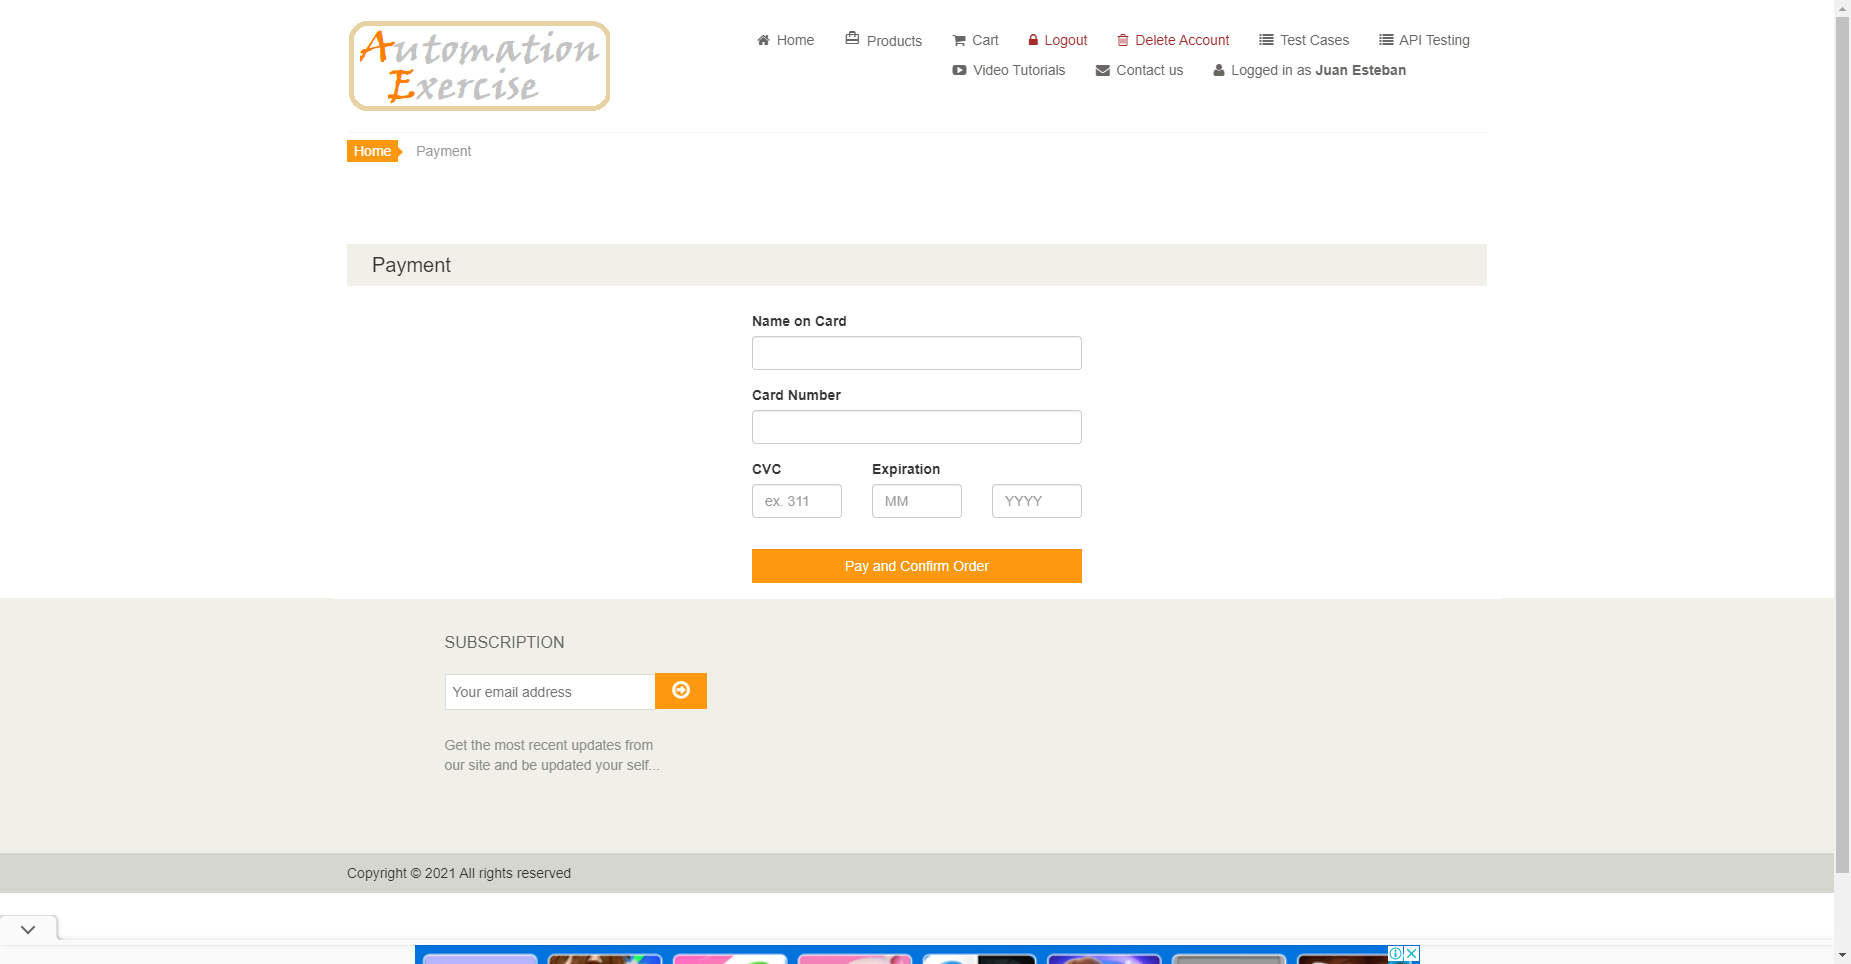 Automation
Exercise
Home
Products
Cart
Logout
Delete Account
Test Cases
API Testing
Video Tutorials
Contact us
Logged in as Juan Esteban
Home
Payment
Payment
Name on Card
Card Number
CVC
Expiration
ex. 311
MM
YYYY
Pay and Confirm Order
SUBSCRIPTION
Your email address
Get the most recent updates from
our site and be updated your self...
Copyright © 2021 All rights reserved